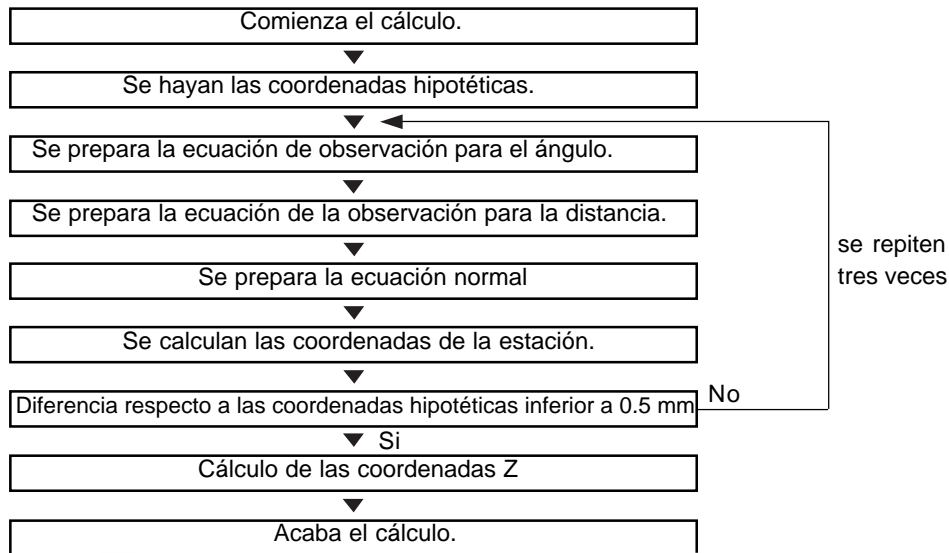 Comienza el cálculo.
Se hayan las coordenadas hipotéticas.
Se prepara la ecuación de observación para el ángulo.
Se prepara la ecuación de la observación para la distancia.
se repiten
tres veces
Se prepara la ecuación normal
Se calculan las coordenadas de la estación.
Diferencia respecto a las coordenadas hipotéticas inferior a 0.5 mm
No
Si
Cálculo de las coordenadas Z
Acaba el cálculo.